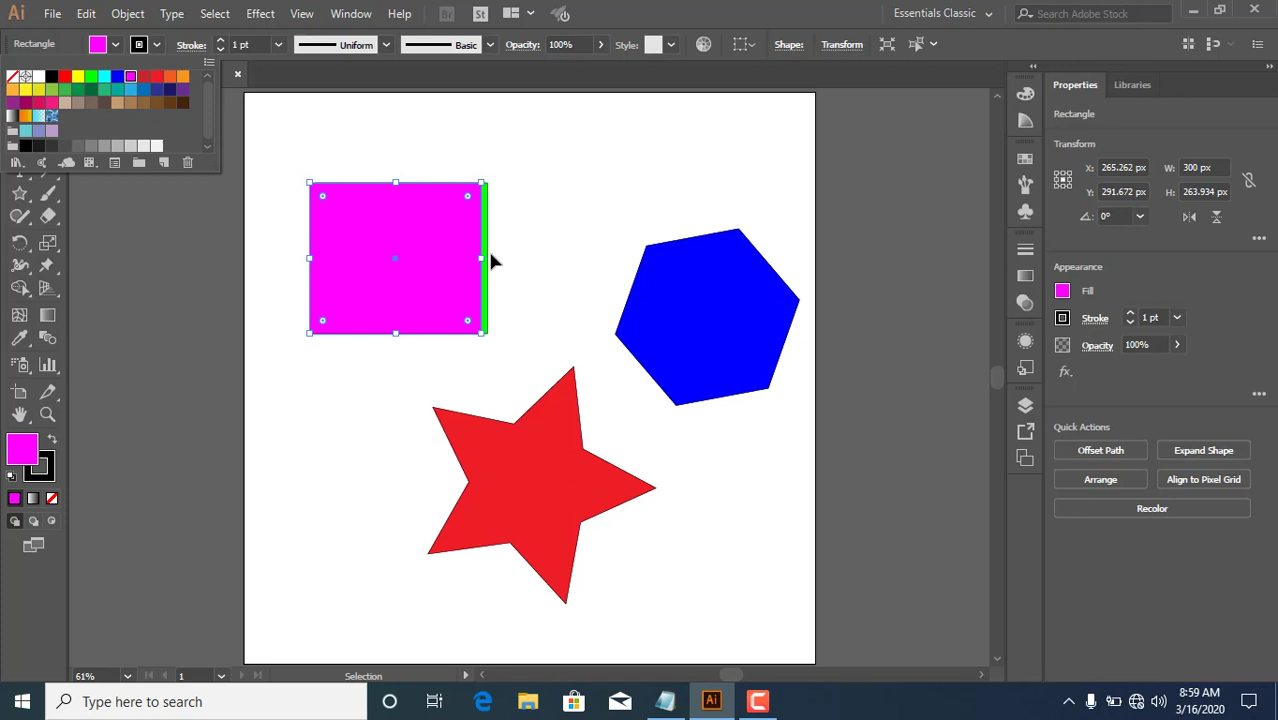 Ai File Edit Object Type Select Effect View Window Help Br St Essentials Classic Search Adobe Stock
Rectangle Stroke: 1 pt Uniform Basic Opacity: 100% Style: Shape: Transform
Properties Libraries
Rectangle
Transform
X: 265.262 px W: 300 px
Y: 291.672 px H: 263.934 px
0°
Appearance
Fill
Stroke 1 pt
Opacity 100%
fx.
Quick Actions
Offset Path Expand Shape
Arrange Align to Pixel Grid
Recolor
61% 1 Selection
Type here to search Ai 8:59 AM
3/16/2020